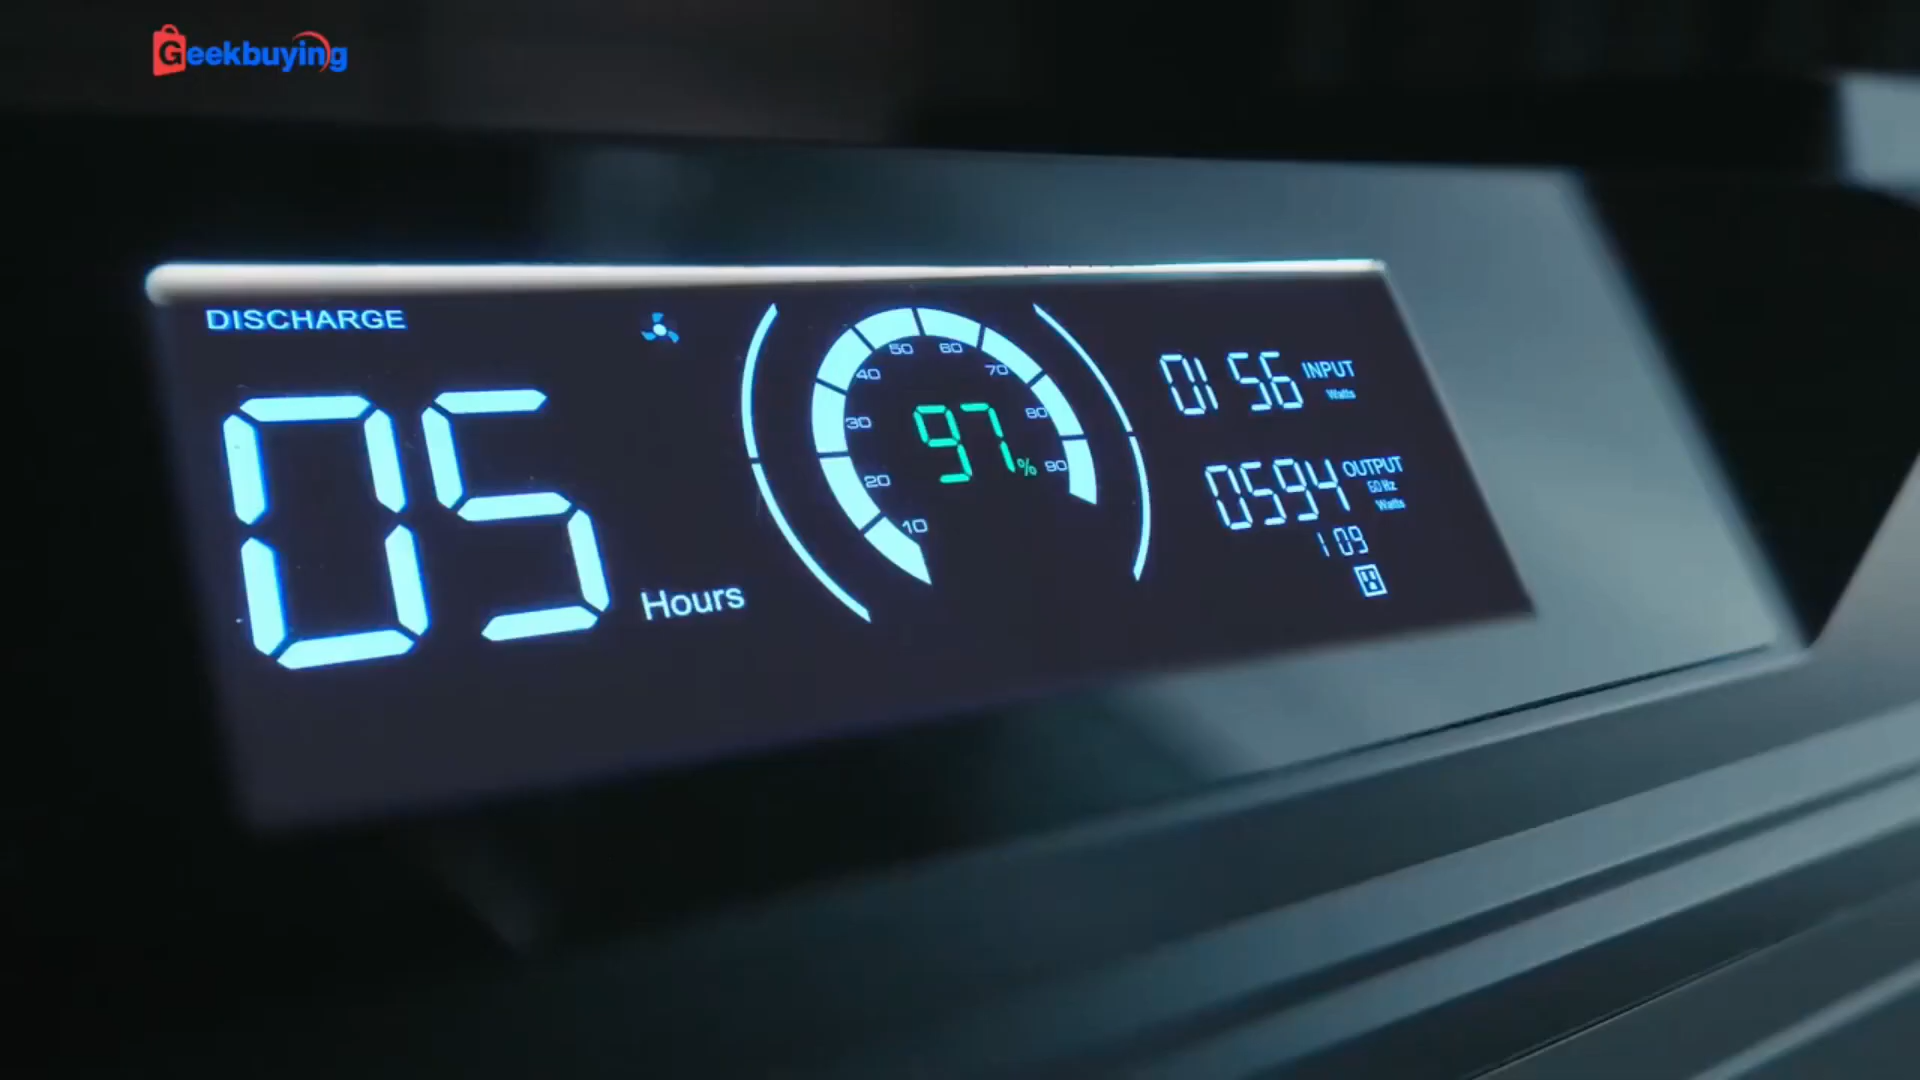 Geekbuying
DISCHARGE
05 Hours
10
20
30
40
50
60
70
80
90
97%
0156 INPUT
Watts
0594 OUTPUT
60 Hz
Watts
109